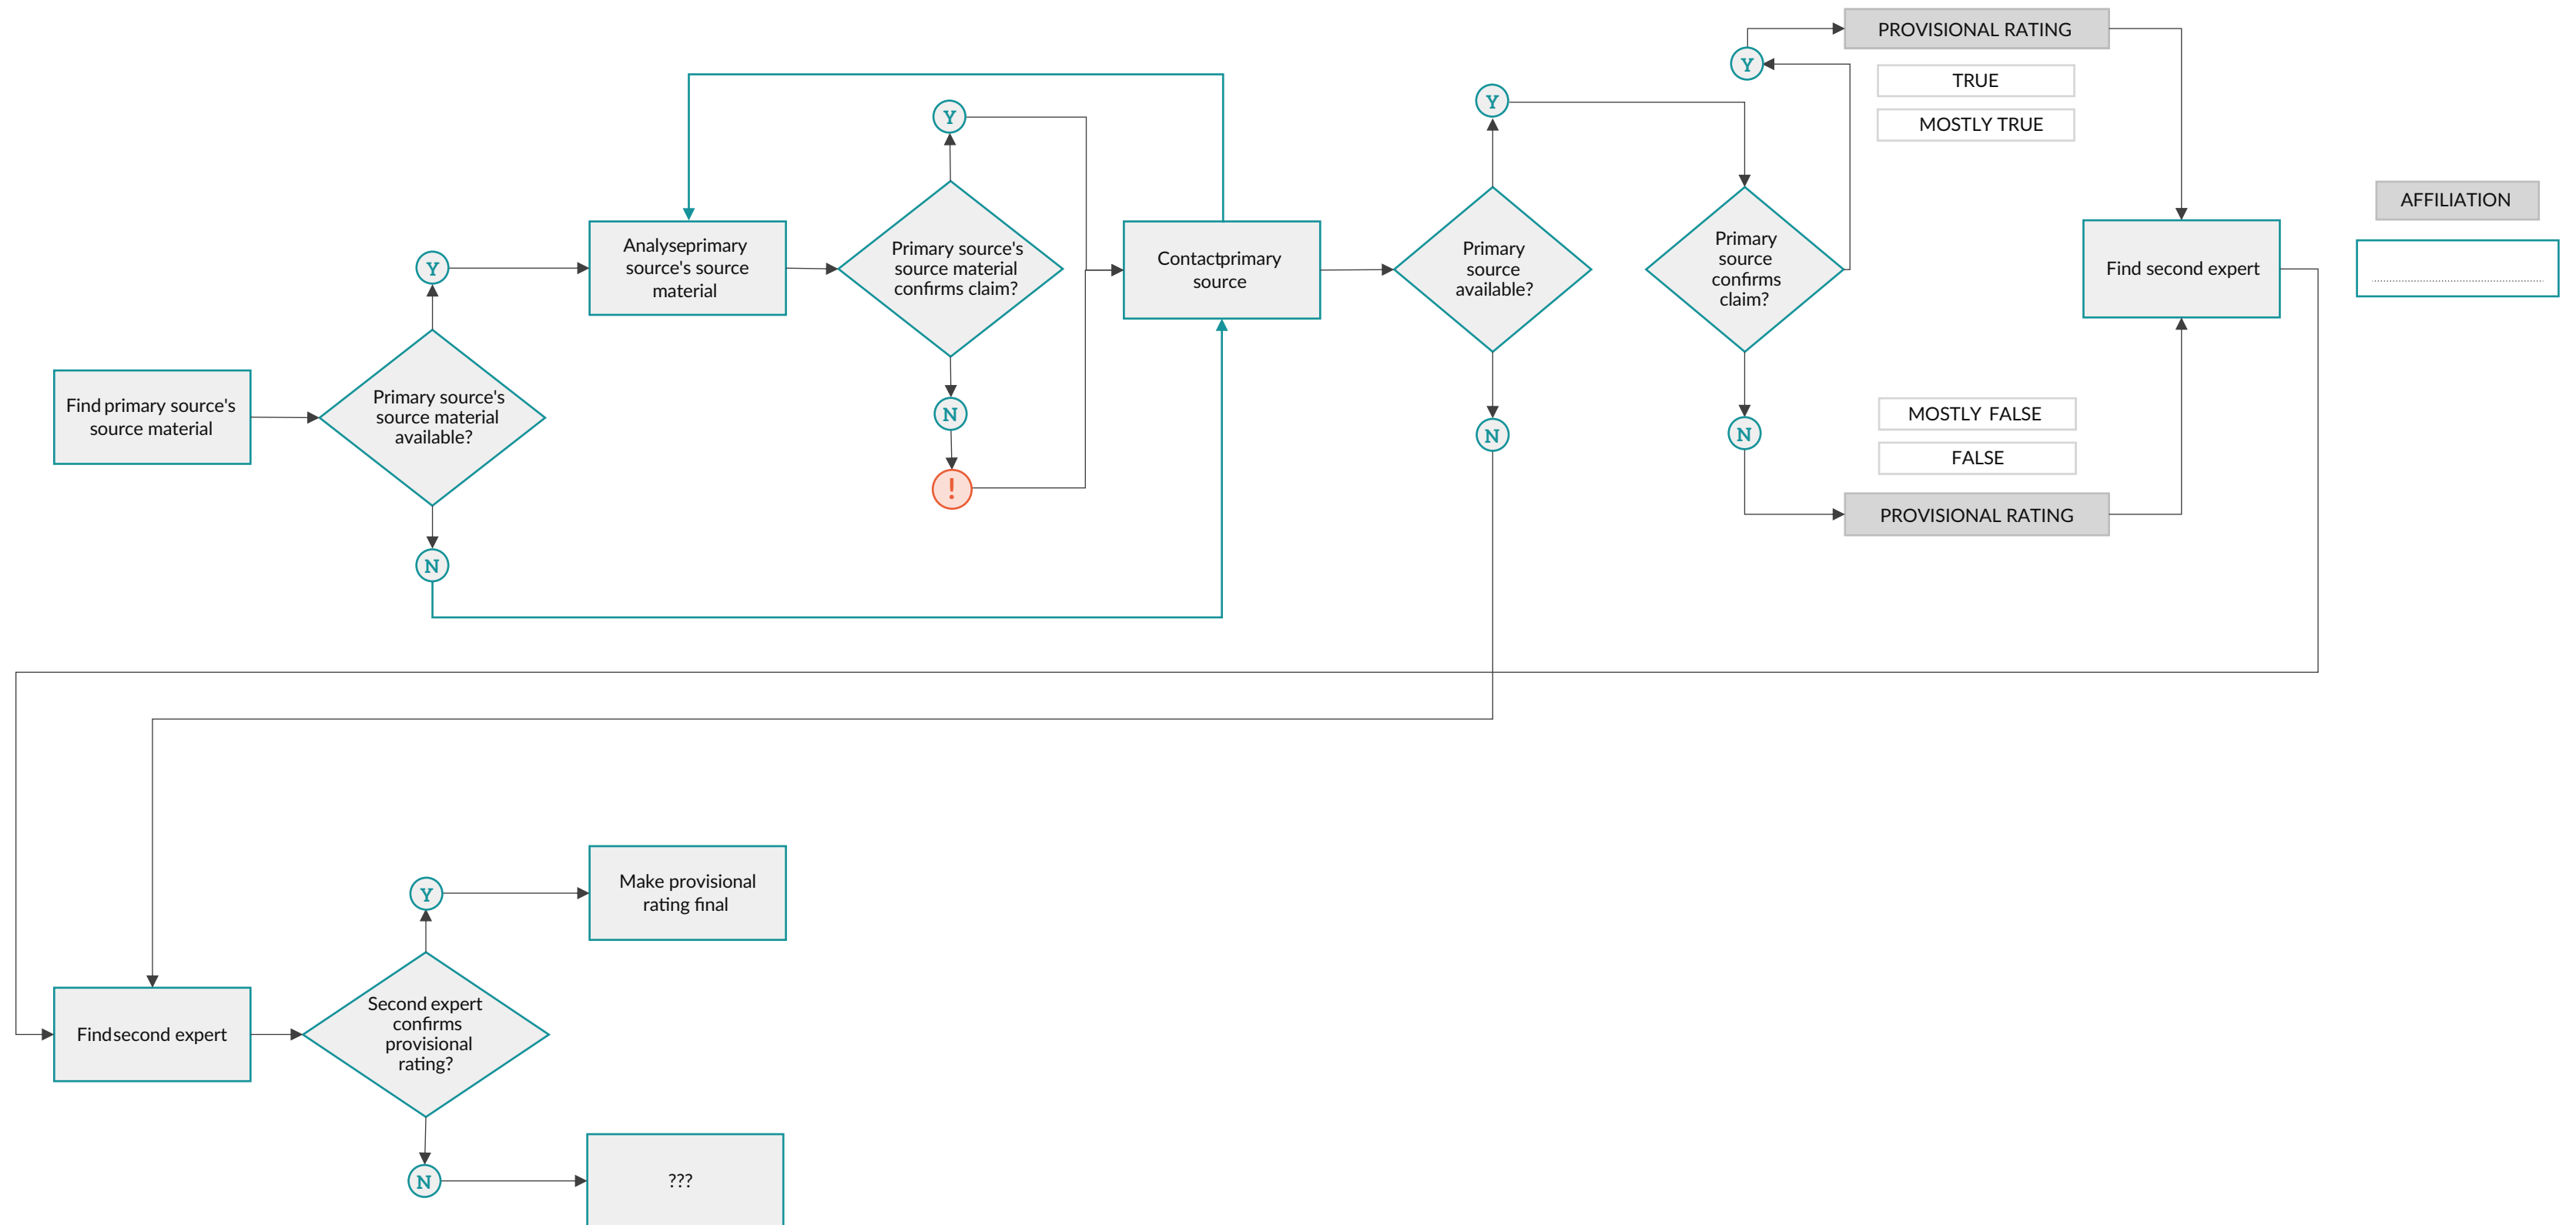 Find primary source's
source material
Primary source's
source material
available?
Y
N
Analyseprimary
source's source
material
Primary source's
source material
confirms claim?
Y
N
!
Contactprimary
source
Primary
source
available?
Y
N
Primary
source
confirms
claim?
Y
N
PROVISIONAL RATING
TRUE
MOSTLY TRUE
MOSTLY FALSE
FALSE
PROVISIONAL RATING
Find second expert
AFFILIATION
Findsecond expert
Second expert
confirms
provisional
rating?
Y
N
Make provisional
rating final
???